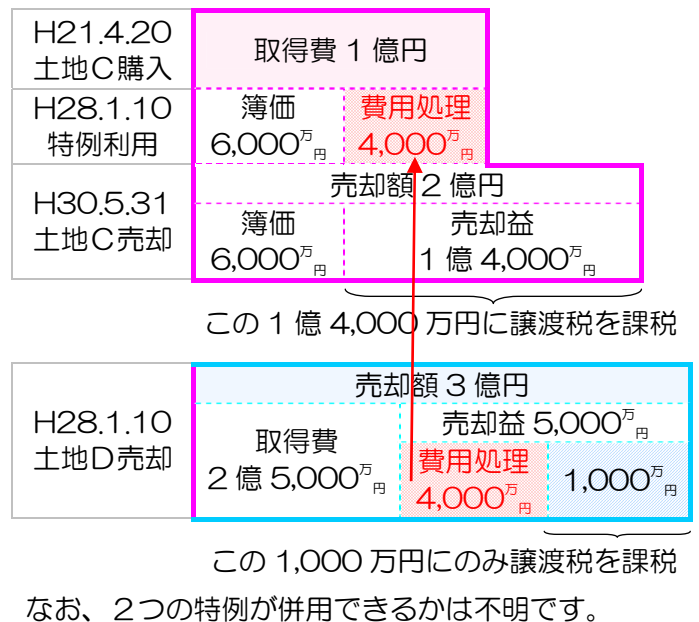 H21.4.20
土地C購入
取得費 1 億円
H28.1.10
特例利用
簿価
6,000万円
費用処理
4,000万円
H30.5.31
土地C売却
売却額 2 億円
簿価
6,000万円
売却益
1 億 4,000万円
この 1 億 4,000 万円に譲渡税を課税
H28.1.10
土地D売却
売却額 3 億円
取得費
2 億 5,000万円
売却益 5,000万円
費用処理
4,000万円
1,000万円
この 1,000 万円にのみ譲渡税を課税
なお、2つの特例が併用できるかは不明です。